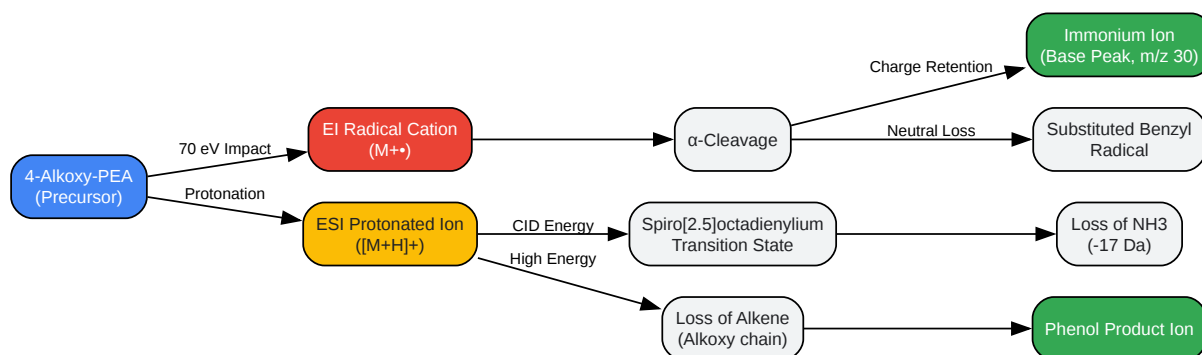 4-Alkoxy-PEA
(Precursor)
70 eV Impact
Protonation
EI Radical Cation
(M+•)
ESI Protonated Ion
([M+H]+)
CID Energy
High Energy
α-Cleavage
Spiro[2.5]octadienylium
Transition State
Loss of Alkene
(Alkoxy chain)
Charge Retention
Neutral Loss
Immonium Ion
(Base Peak, m/z 30)
Substituted Benzyl
Radical
Loss of NH3
(-17 Da)
Phenol Product Ion